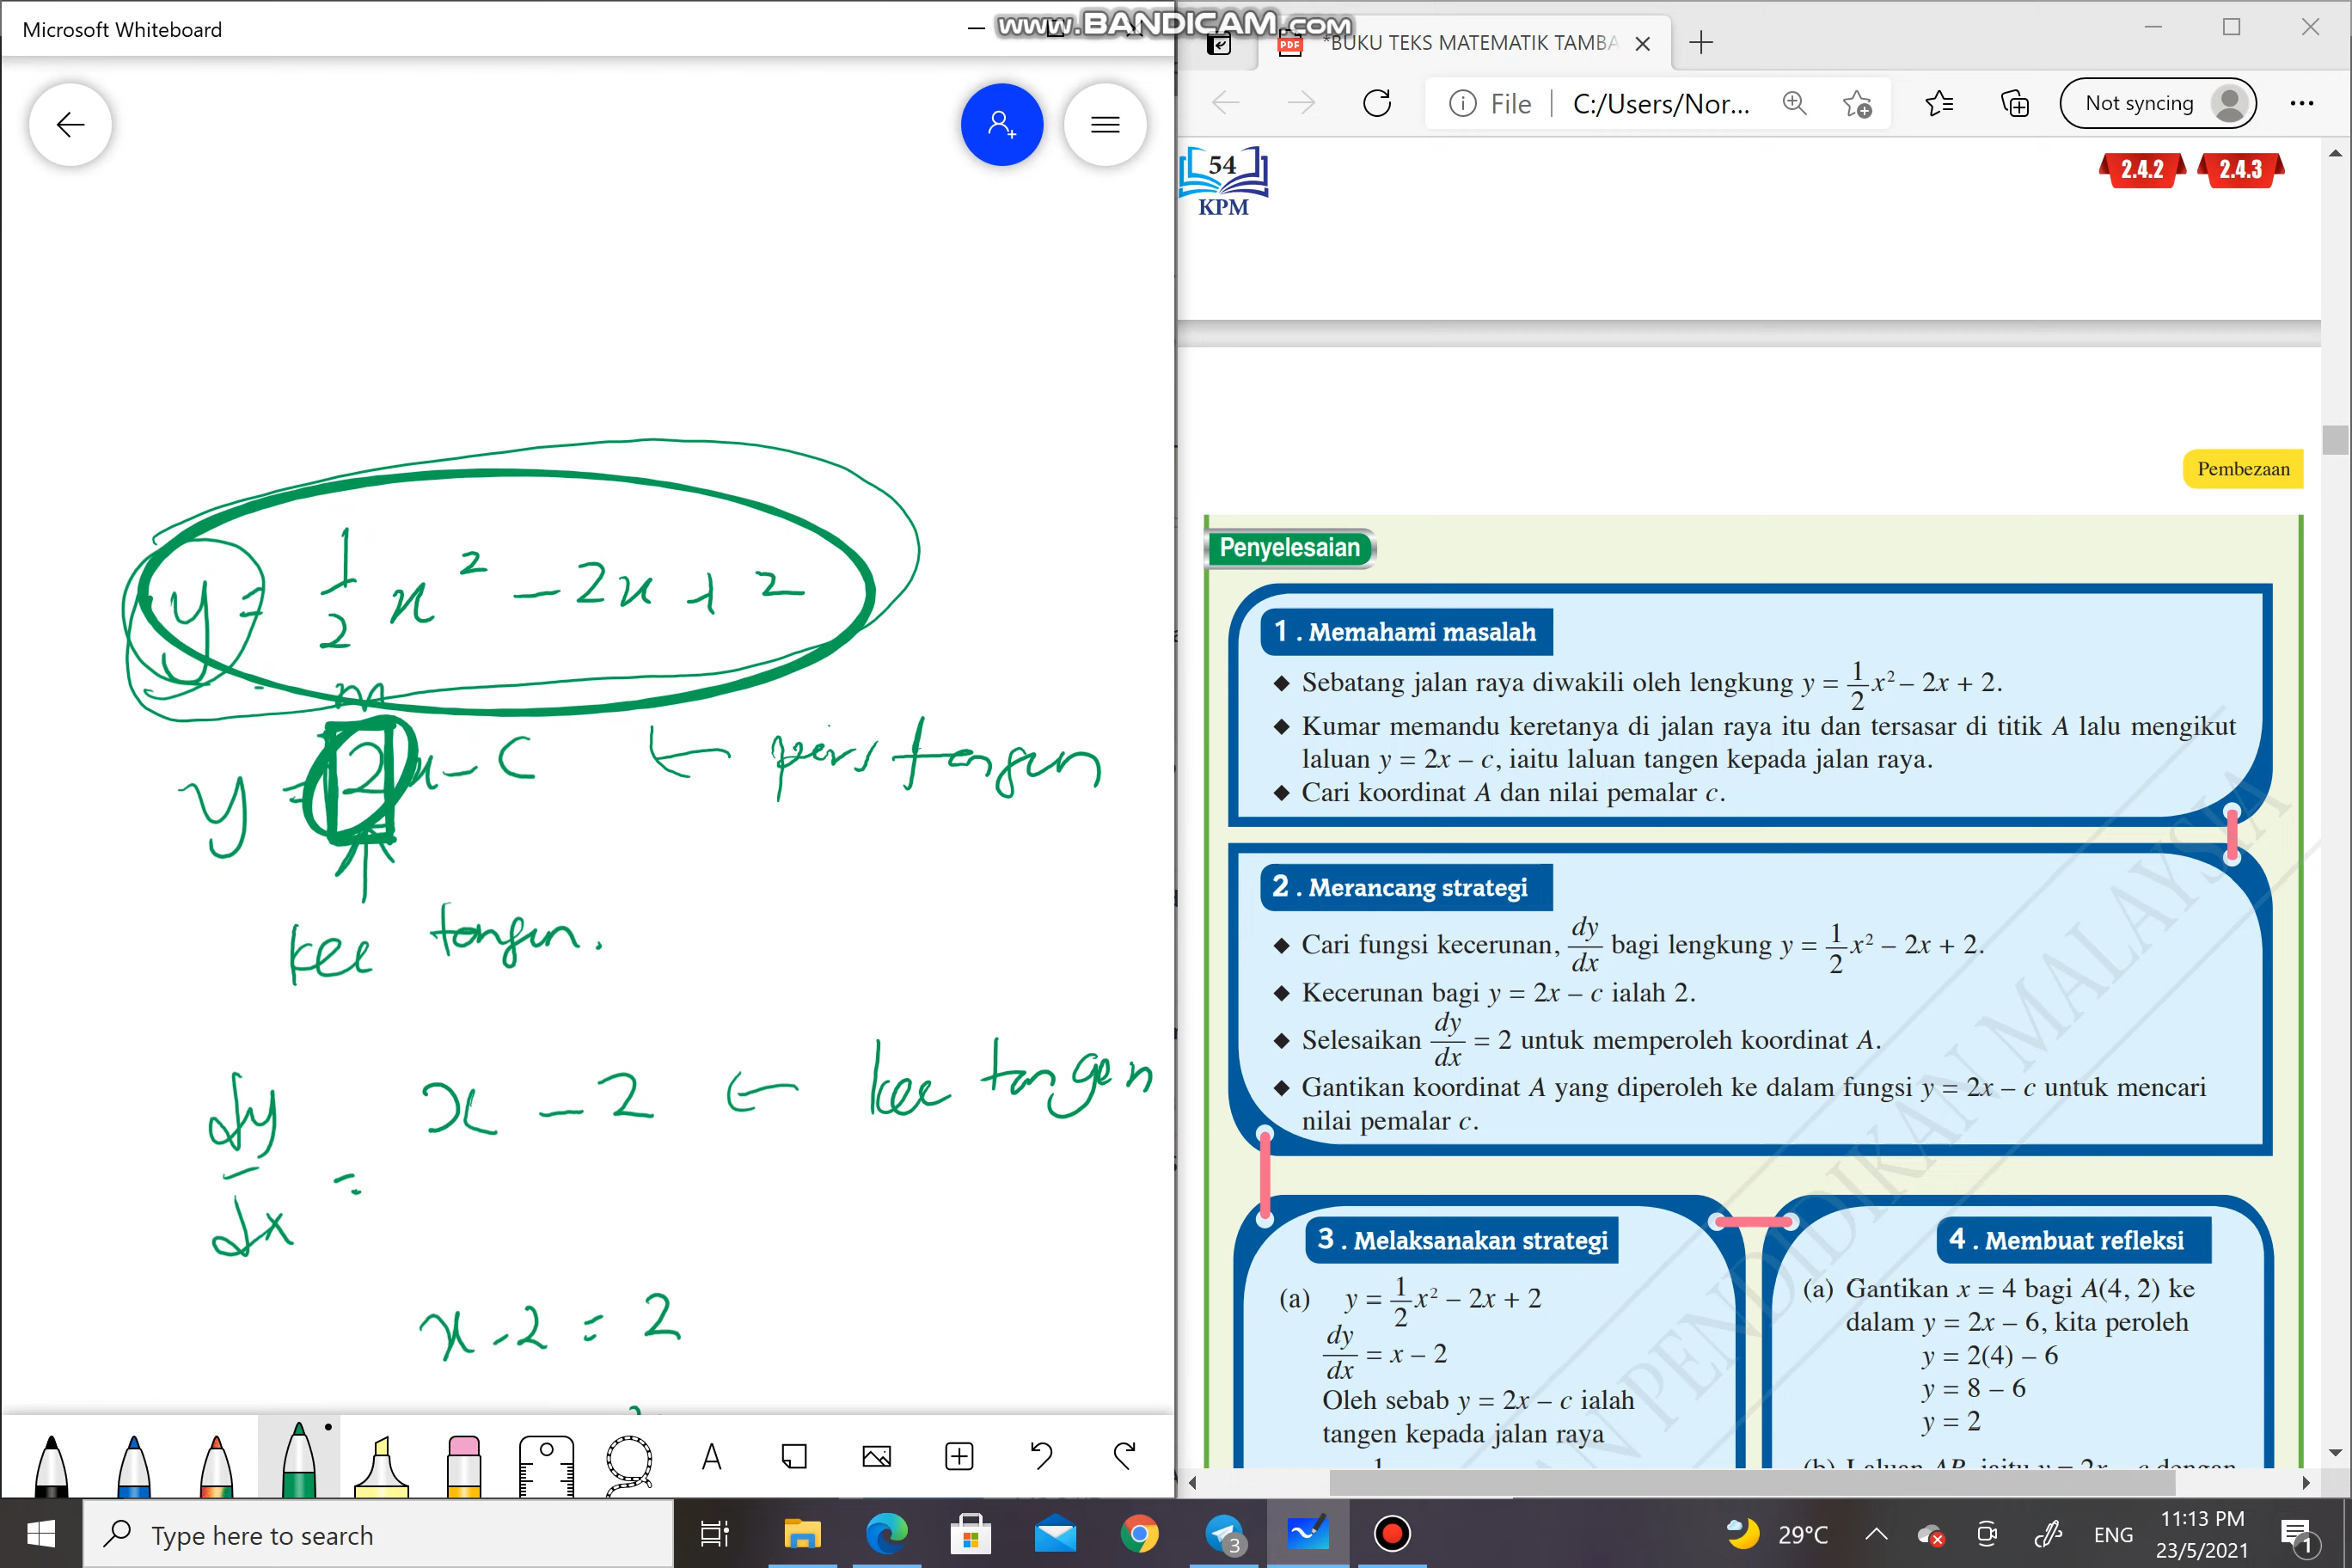 Microsoft Whiteboard
www.BANDICAM.com
*BUKU TEKS MATEMATIK TAMBA
File
C:/Users/Nor...
Not syncing
54
KPM
2.4.2 2.4.3
y = 1/2 x² - 2x + 2
m
y = 2x - c ← pers tangen
kec tangen.
dy/dx = x - 2 ← kec tangen
x - 2 = 2
Pembezaan
Penyelesaian
1 . Memahami masalah
◆ Sebatang jalan raya diwakili oleh lengkung y = 1/2 x² – 2x + 2.
◆ Kumar memandu keretanya di jalan raya itu dan tersasar di titik A lalu mengikut
laluan y = 2x – c, iaitu laluan tangen kepada jalan raya.
◆ Cari koordinat A dan nilai pemalar c.
2 . Merancang strategi
◆ Cari fungsi kecerunan, dy/dx bagi lengkung y = 1/2 x² – 2x + 2.
◆ Kecerunan bagi y = 2x – c ialah 2.
◆ Selesaikan dy/dx = 2 untuk memperoleh koordinat A.
◆ Gantikan koordinat A yang diperoleh ke dalam fungsi y = 2x – c untuk mencari
nilai pemalar c.
3 . Melaksanakan strategi
(a) y = 1/2 x² – 2x + 2
dy/dx = x – 2
Oleh sebab y = 2x – c ialah
tangen kepada jalan raya
4 . Membuat refleksi
(a) Gantikan x = 4 bagi A(4, 2) ke
dalam y = 2x – 6, kita peroleh
y = 2(4) – 6
y = 8 – 6
y = 2
PENDIDIKAN MALAYSIA
Type here to search
3
29°C
ENG
11:13 PM
23/5/2021
1